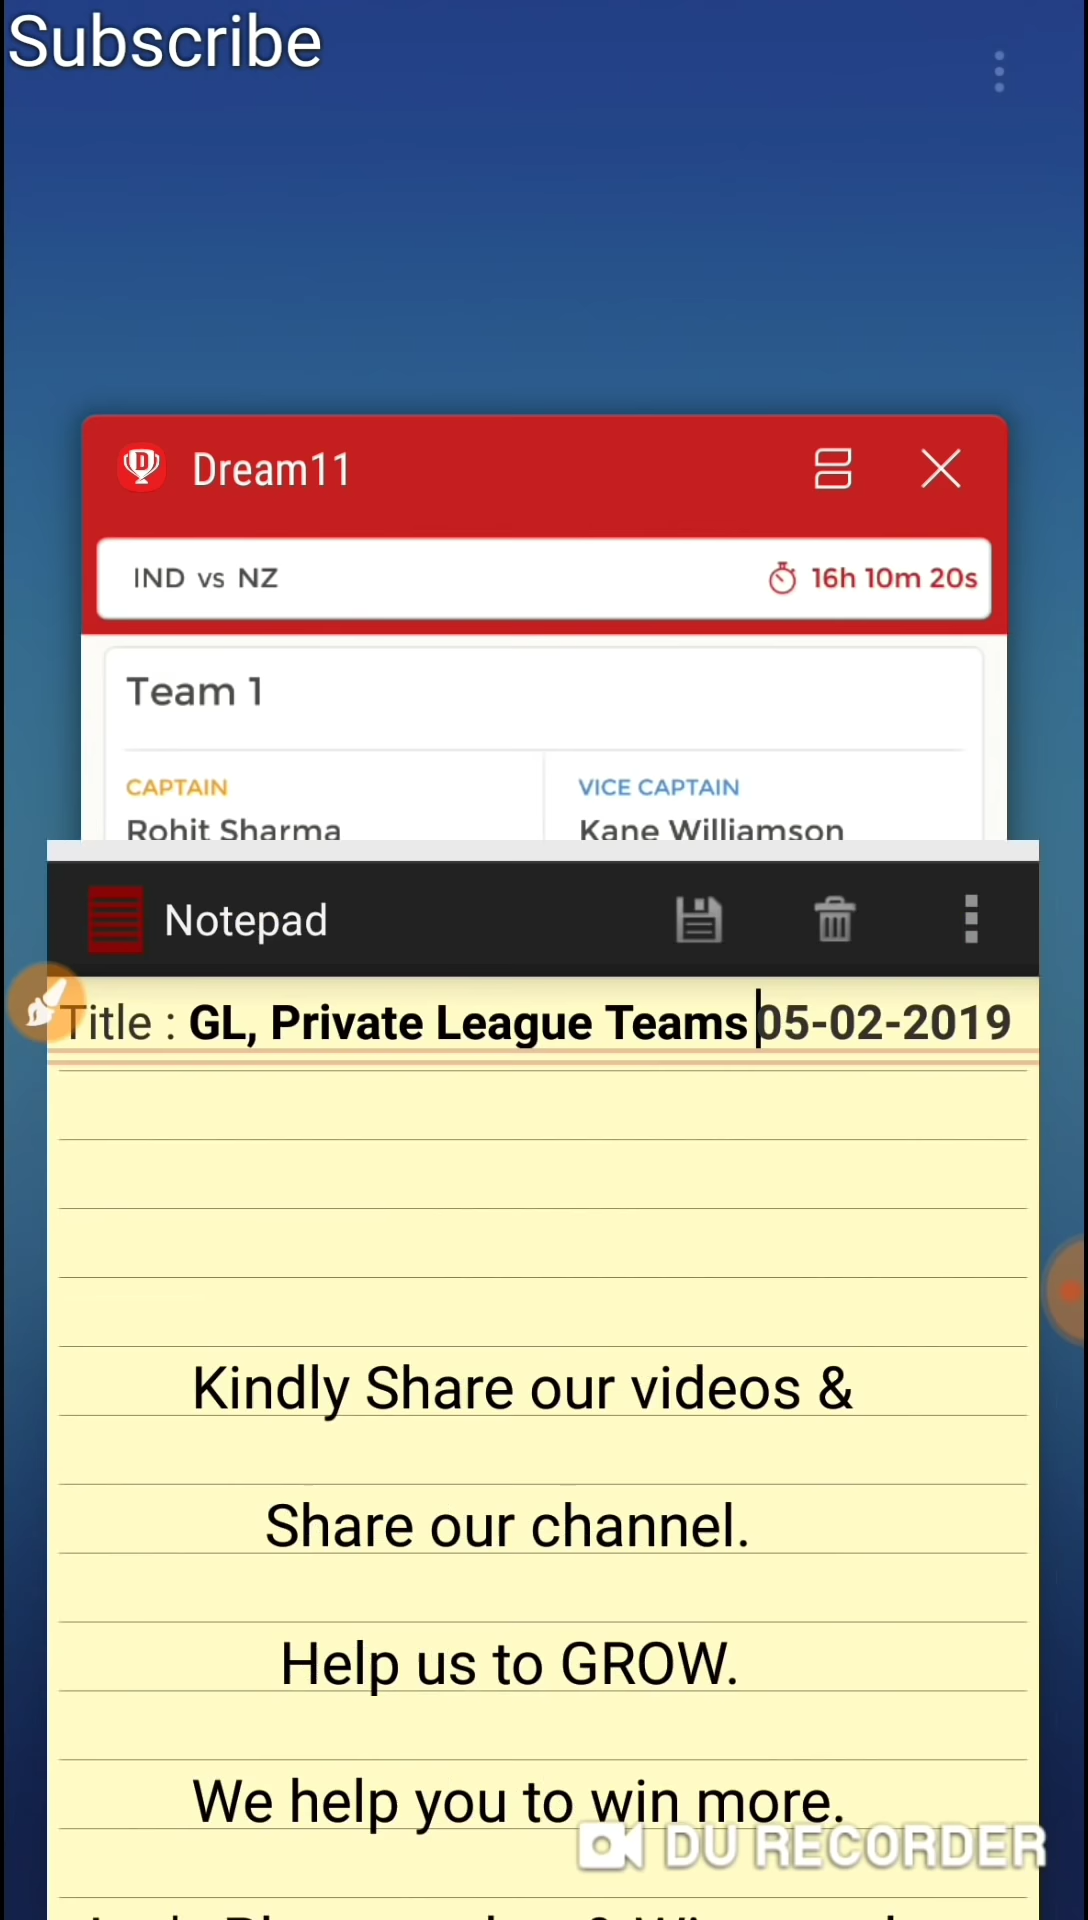 Subscribe
Dream11
IND vs NZ 16h 10m 20s
Team 1
CAPTAIN VICE CAPTAIN
Rohit Sharma Kane Williamson
Notepad
Title : GL, Private League Teams 05-02-2019
Kindly Share our videos &
Share our channel.
Help us to GROW.
We help you to win more.
DU RECORDER